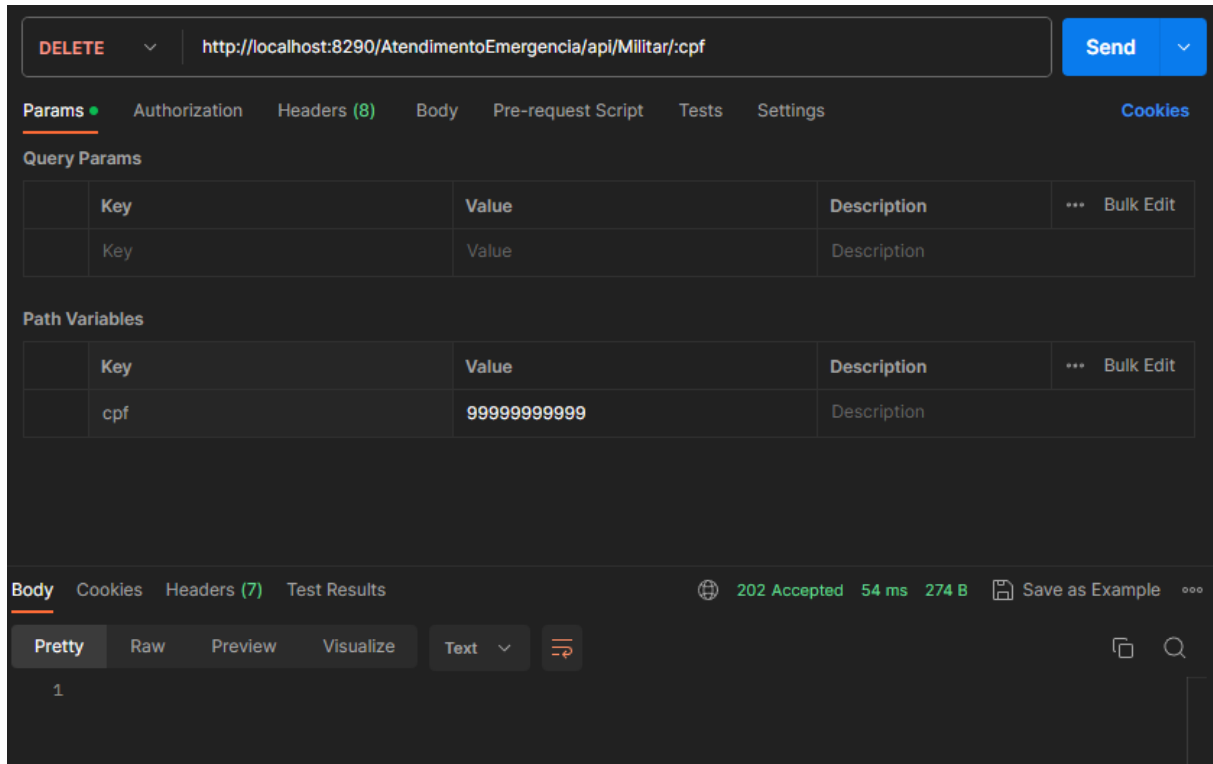 DELETE http://localhost:8290/AtendimentoEmergencia/api/Militar/:cpf Send
Params Authorization Headers (8) Body Pre-request Script Tests Settings Cookies
Query Params
Key Value Description ••• Bulk Edit
Key Value Description
Path Variables
Key Value Description ••• Bulk Edit
cpf 99999999999 Description
Body Cookies Headers (7) Test Results 202 Accepted 54 ms 274 B Save as Example
Pretty Raw Preview Visualize Text
1